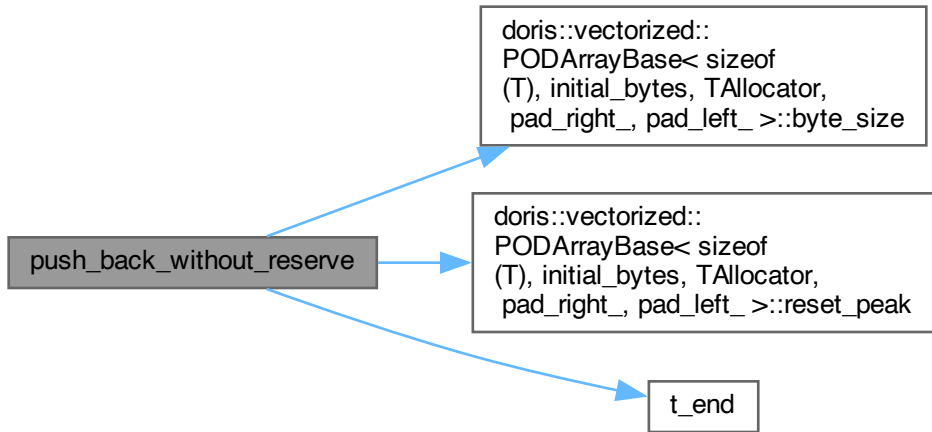 doris::vectorized::
PODArrayBase< sizeof
(T), initial_bytes, TAllocator,
pad_right_, pad_left_ >::byte_size
push_back_without_reserve
doris::vectorized::
PODArrayBase< sizeof
(T), initial_bytes, TAllocator,
pad_right_, pad_left_ >::reset_peak
t_end